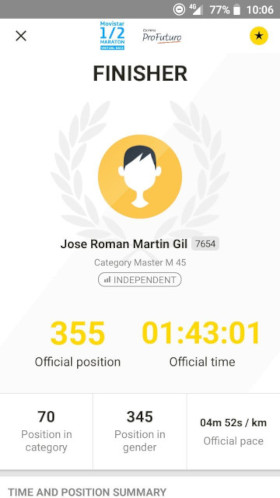 4G 77% 10:06
Movistar
1/2
MARATON
ProFuturo
FINISHER
Jose Roman Martin Gil 7654
Category Master M 45
INDEPENDENT
355 01:43:01
Official position Official time
70 345 04m 52s / km
Position in Position in Official pace
category gender
TIME AND POSITION SUMMARY